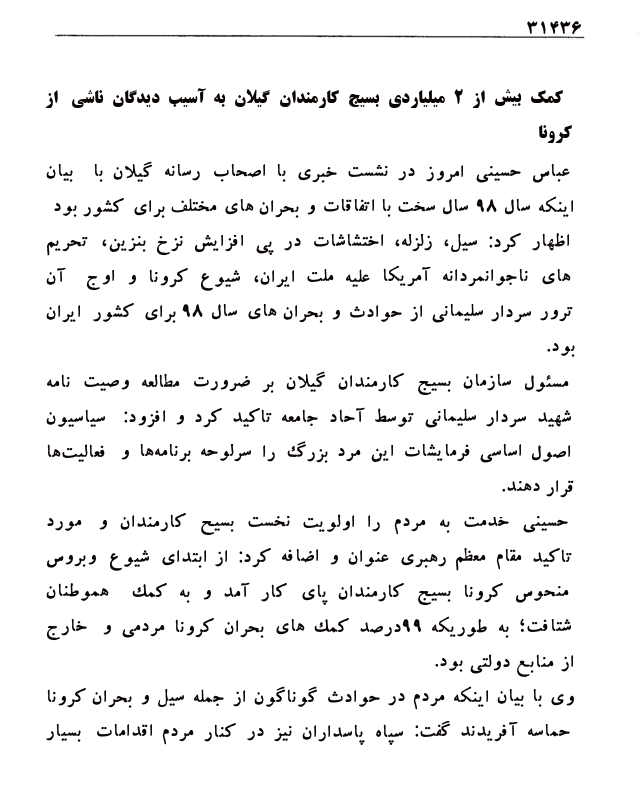 ۳۱۴۳۶
کمک بیش از ۲ میلیاردی بسیج کارمندان گیلان به آسیب دیدگان ناشی از
کرونا
عباس حسینی امروز در نشست خبری با اصحاب رسانه گیلان با بیان
اینکه سال ۹۸ سال سخت با اتفاقات و بحران های مختلف برای کشور بود
اظهار کرد: سیل، زلزله، اختشاشات در پی افزایش نرخ بنزین، تحریم
های ناجوانمردانه آمریکا علیه ملت ایران، شیوع کرونا و اوج آن
ترور سردار سلیمانی از حوادث و بحران های سال ۹۸ برای کشور ایران
بود.
مسئول سازمان بسیج کارمندان گیلان بر ضرورت مطالعه وصیت نامه
شهید سردار سلیمانی توسط آحاد جامعه تاکید کرد و افزود: سیاسیون
اصول اساسی فرمایشات این مرد بزرگ را سرلوحه برنامه‌ها و فعالیت‌ها
قرار دهند.
حسینی خدمت به مردم را اولویت نخست بسیح کارمندان و مورد
تاکید مقام معظم رهبری عنوان و اضافه کرد: از ابتدای شیوع وبروس
منحوس کرونا بسیج کارمندان پای کار آمد و به کمك هموطنان
شتافت؛ به طوریکه ۹۹درصد کمك های بحران کرونا مردمی و خارج
از منابع دولتی بود.
وی با بیان اینکه مردم در حوادث گوناگون از جمله سیل و بحران کرونا
حماسه آفریدند گفت: سپاه پاسداران نیز در کنار مردم اقدامات بسیار